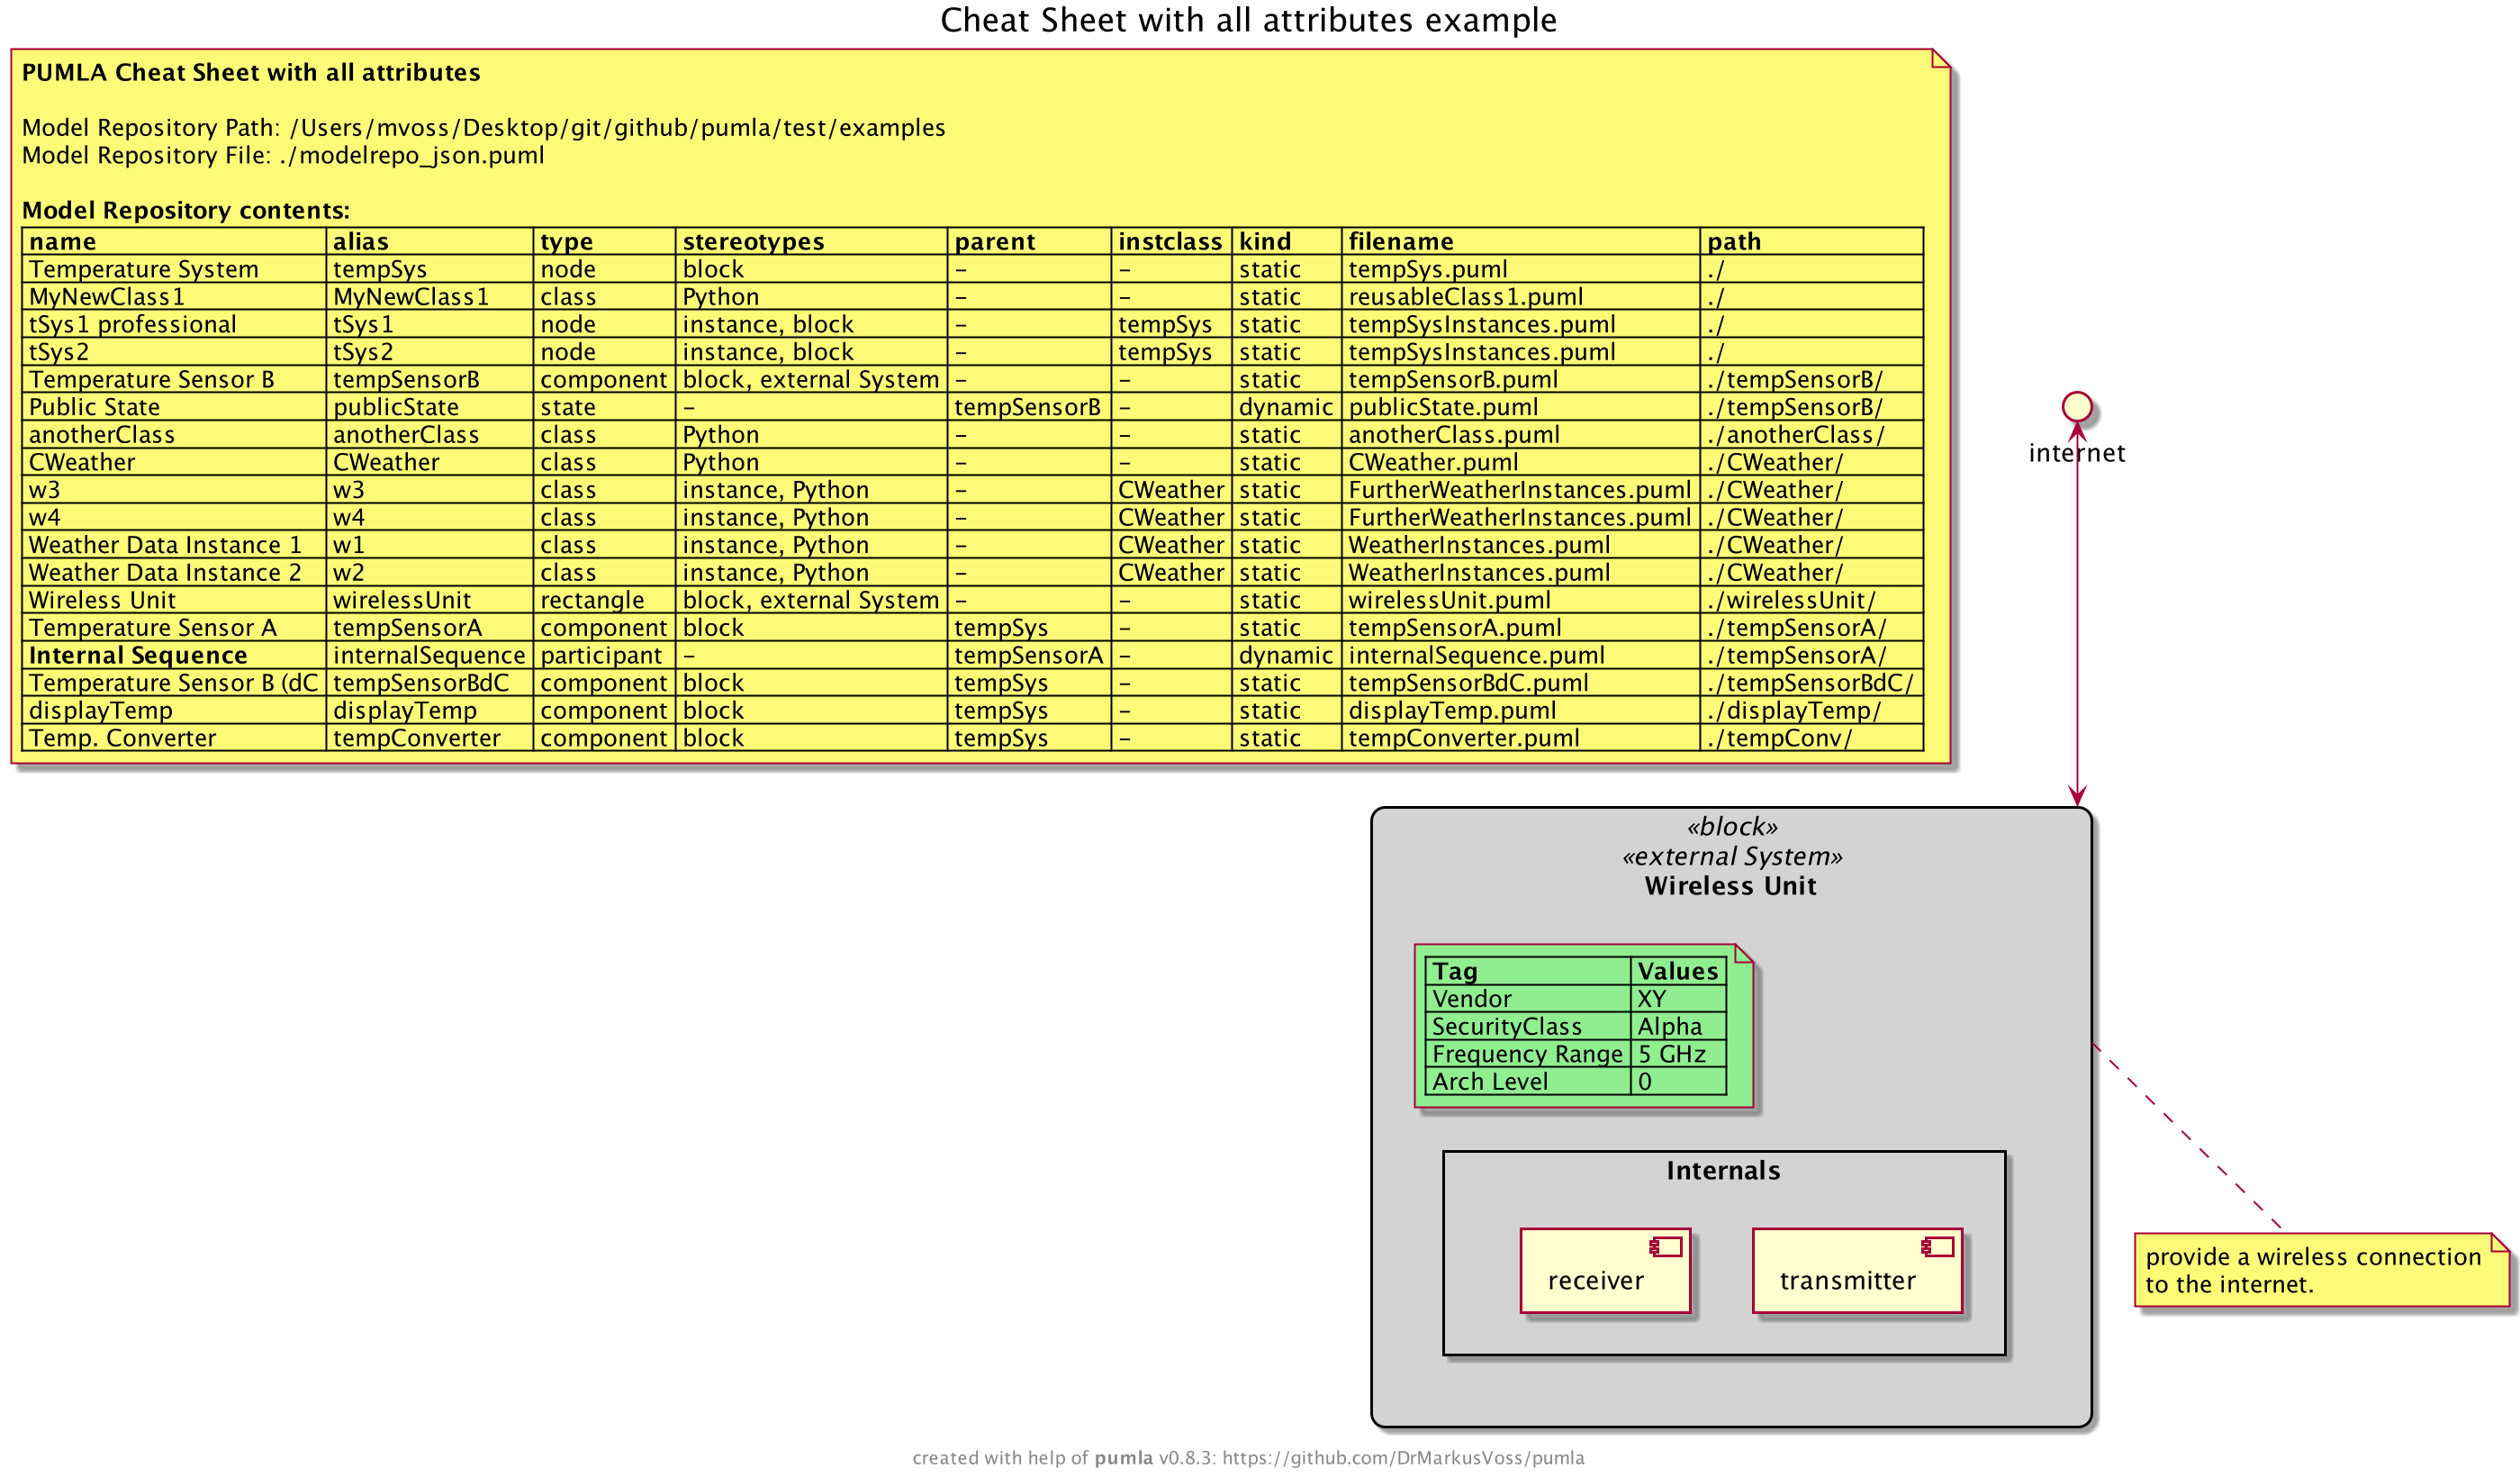 Cheat Sheet with all attributes example
PUMLA Cheat Sheet with all attributes
Model Repository Path: /Users/mvoss/Desktop/git/github/pumla/test/examples
Model Repository File: ./modelrepo_json.puml
Model Repository contents:
name alias type stereotypes parent instclass kind filename path
Temperature System tempSys node block - - static tempSys.puml ./
MyNewClass1 MyNewClass1 class Python - - static reusableClass1.puml ./
tSys1 professional tSys1 node instance, block - tempSys static tempSysInstances.puml ./
tSys2 tSys2 node instance, block - tempSys static tempSysInstances.puml ./
Temperature Sensor B tempSensorB component block, external System - - static tempSensorB.puml ./tempSensorB/
Public State publicState state - tempSensorB - dynamic publicState.puml ./tempSensorB/
anotherClass anotherClass class Python - - static anotherClass.puml ./anotherClass/
CWeather CWeather class Python - - static CWeather.puml ./CWeather/
w3 w3 class instance, Python - CWeather static FurtherWeatherInstances.puml ./CWeather/
w4 w4 class instance, Python - CWeather static FurtherWeatherInstances.puml ./CWeather/
Weather Data Instance 1 w1 class instance, Python - CWeather static WeatherInstances.puml ./CWeather/
Weather Data Instance 2 w2 class instance, Python - CWeather static WeatherInstances.puml ./CWeather/
Wireless Unit wirelessUnit rectangle block, external System - - static wirelessUnit.puml ./wirelessUnit/
Temperature Sensor A tempSensorA component block tempSys - static tempSensorA.puml ./tempSensorA/
Internal Sequence internalSequence participant - tempSensorA - dynamic internalSequence.puml ./tempSensorA/
Temperature Sensor B (dC tempSensorBdC component block tempSys - static tempSensorBdC.puml ./tempSensorBdC/
displayTemp displayTemp component block tempSys - static displayTemp.puml ./displayTemp/
Temp. Converter tempConverter component block tempSys - static tempConverter.puml ./tempConv/
internet
«block»
«external System»
Wireless Unit
Tag Values
Vendor XY
SecurityClass Alpha
Frequency Range 5 GHz
Arch Level 0
Internals
receiver
transmitter
provide a wireless connection
to the internet.
created with help of pumla v0.8.3: https://github.com/DrMarkusVoss/pumla